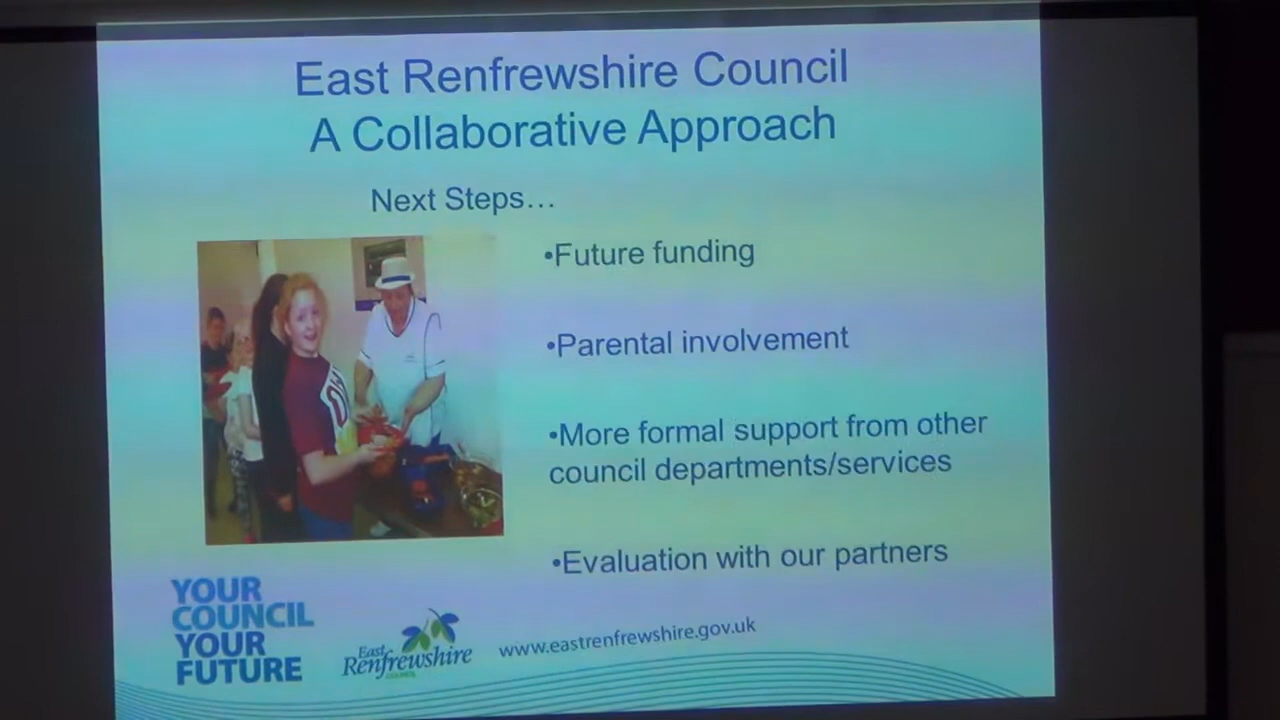 East Renfrewshire Council
A Collaborative Approach
Next Steps…
•Future funding
•Parental involvement
•More formal support from other
council departments/services
•Evaluation with our partners
YOUR
COUNCIL
YOUR
FUTURE
East
Renfrewshire
COUNCIL
www.eastrenfrewshire.gov.uk